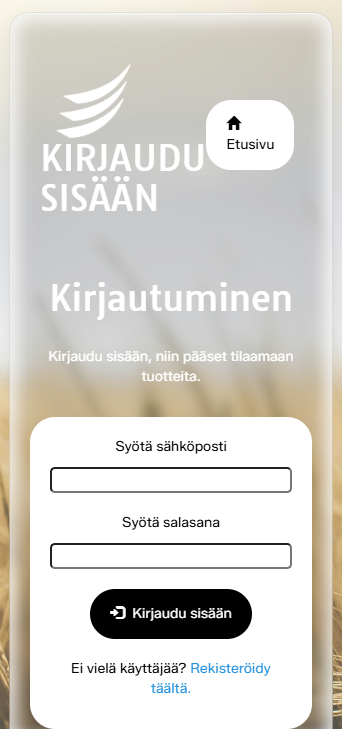 KIRJAUDU
SISÄÄN
Etusivu
Kirjautuminen
Kirjaudu sisään, niin pääset tilaamaan
tuotteita.
Syötä sähköposti
Syötä salasana
Kirjaudu sisään
Ei vielä käyttäjää? Rekisteröidy
täältä.